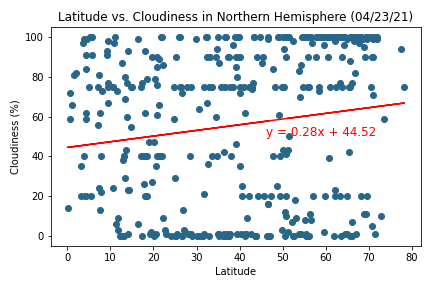 Latitude vs. Cloudiness in Northern Hemisphere (04/23/21)
100
80
60
40
20
0
Cloudiness (%)
y = 0.28x + 44.52
0 10 20 30 40 50 60 70 80
Latitude